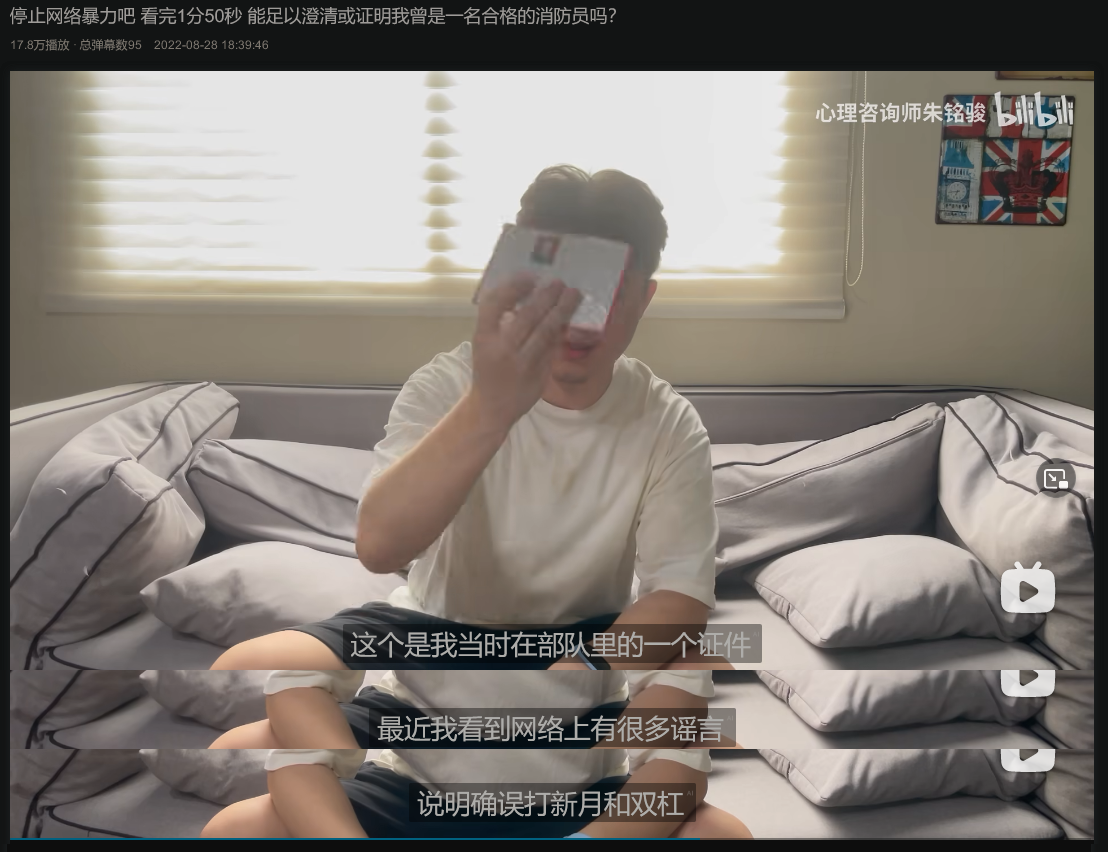 停止网络暴力吧 看完1分50秒 能足以澄清或证明我曾是一名合格的消防员吗?
17.8万播放 · 总弹幕数95 2022-08-28 18:39:46
心理咨询师朱铭骏 bilibili
这个是我当时在部队里的一个证件
最近我看到网络上有很多谣言
说明确误打新月和双杠
AI